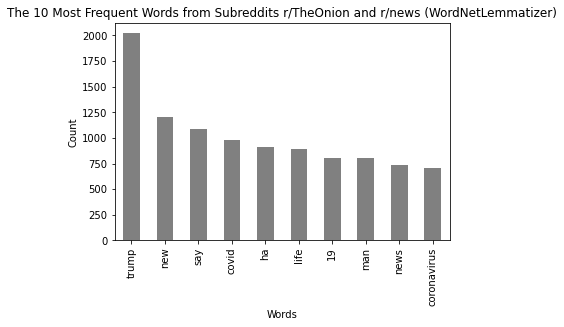 The 10 Most Frequent Words from Subreddits r/TheOnion and r/news (WordNetLemmatizer)
2000
1750
1500
1250
1000
750
500
250
0
Count
trump
new
say
covid
ha
life
19
man
news
coronavirus
Words